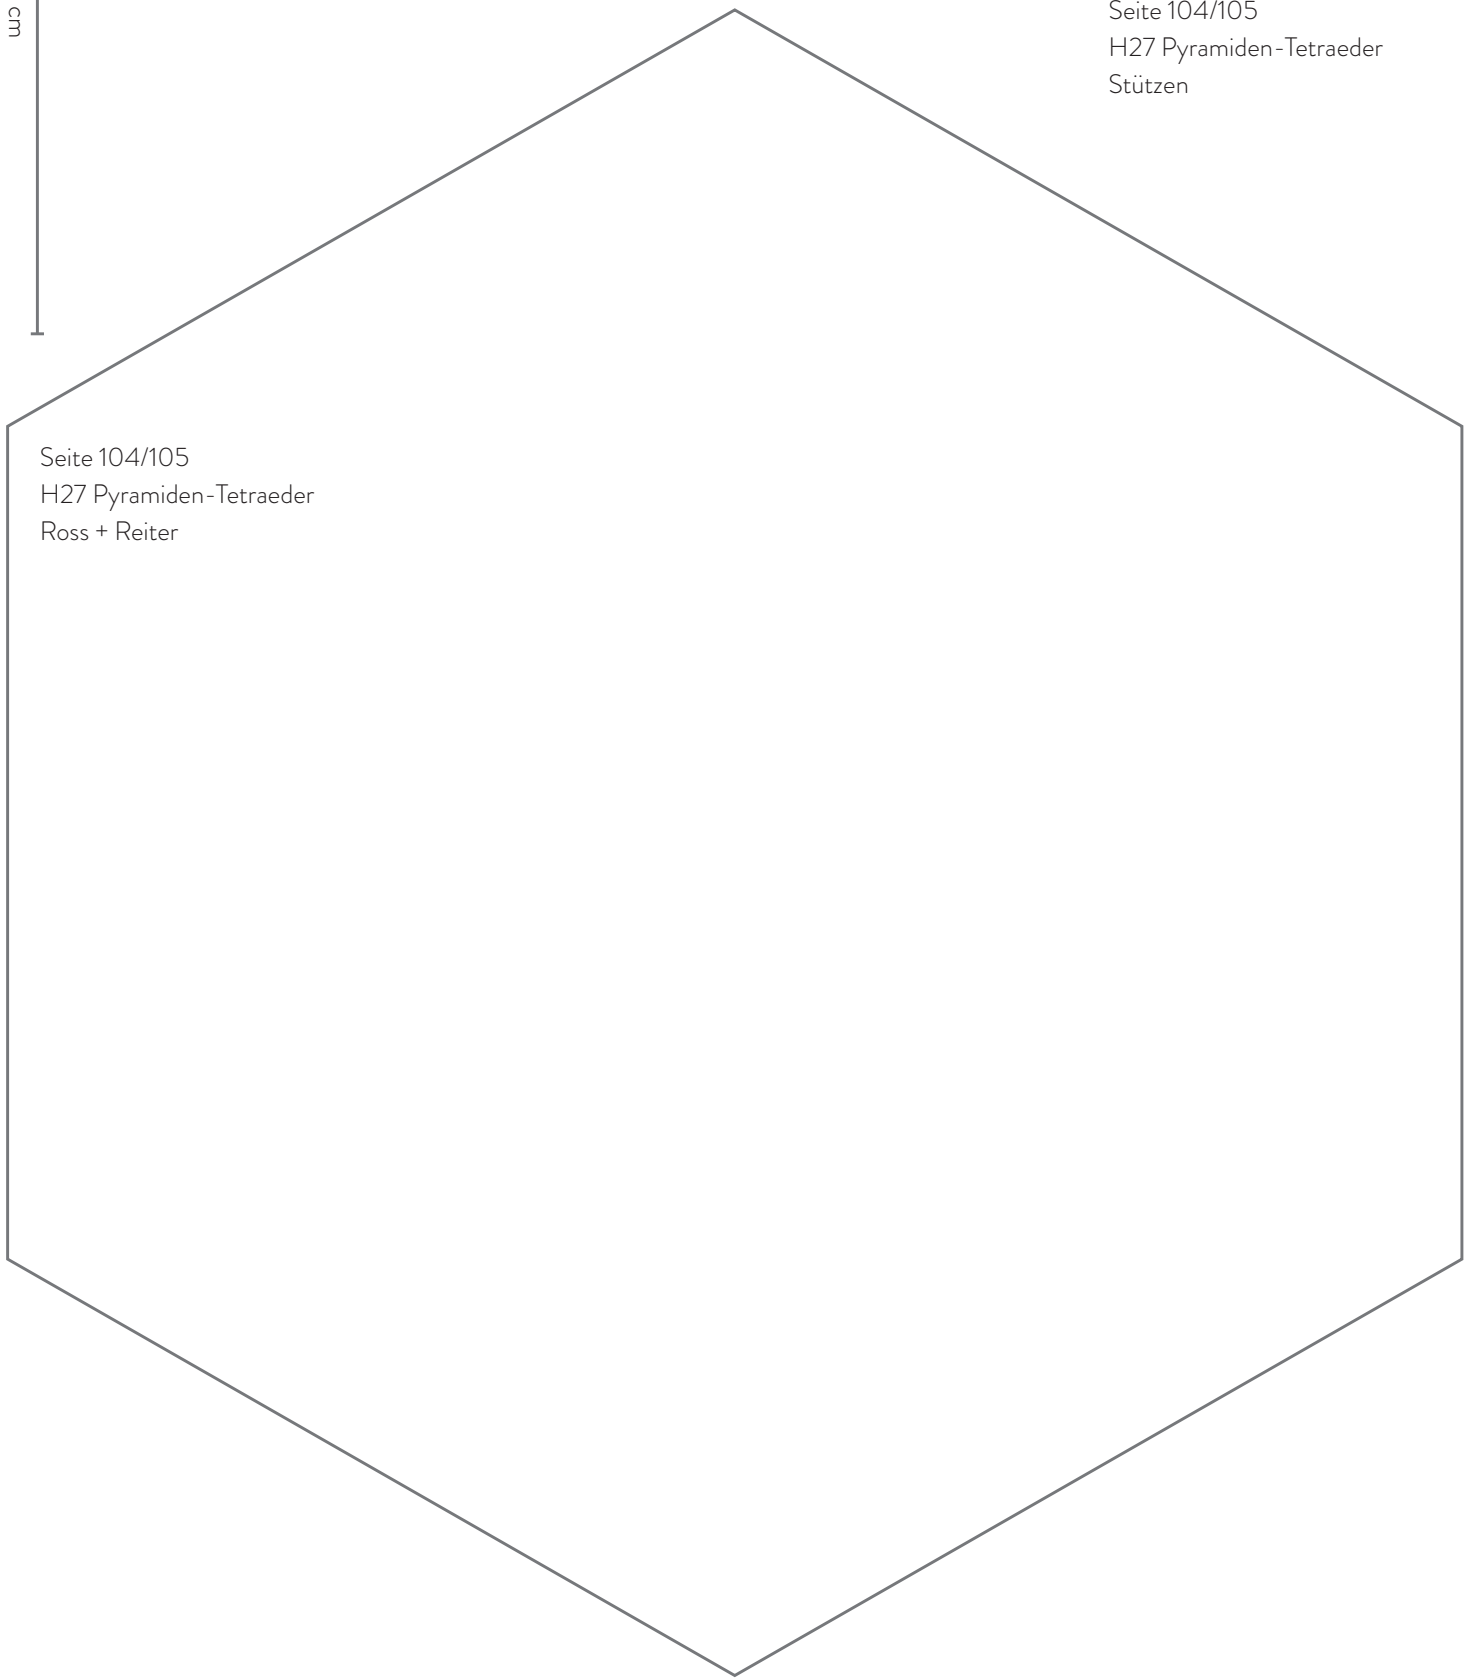 cm
Seite 104/105
H27 Pyramiden-Tetraeder
Stützen
Seite 104/105
H27 Pyramiden-Tetraeder
Ross + Reiter